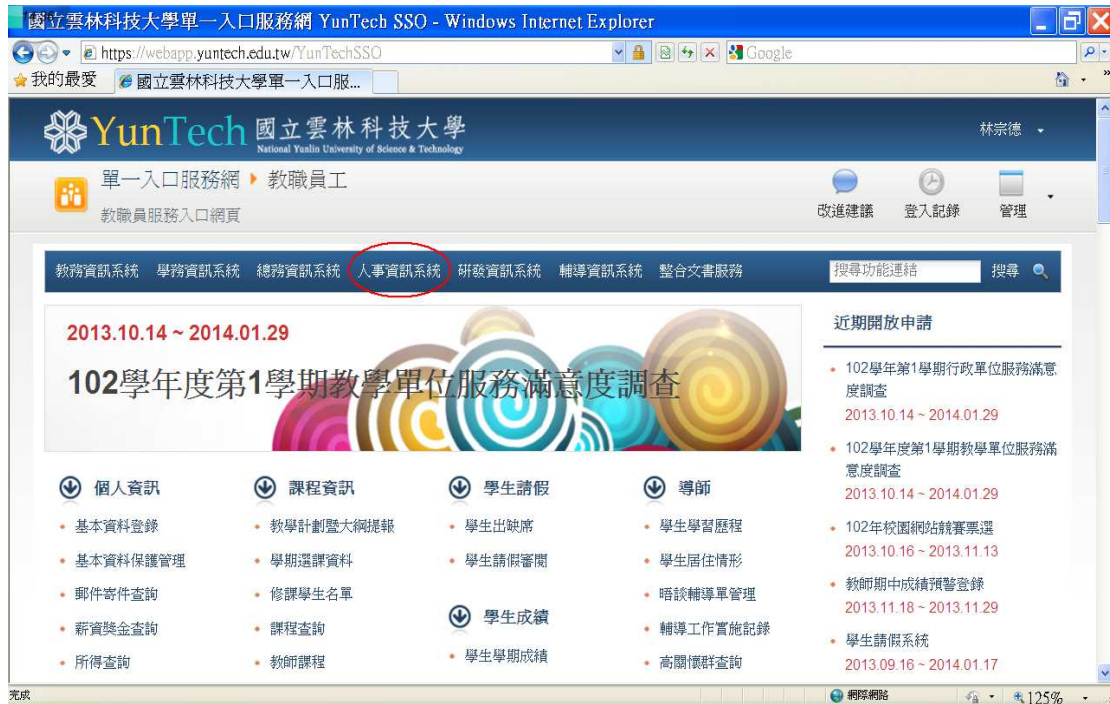 國立雲林科技大學單一入口服務網 YunTech SSO - Windows Internet Explorer
https://webapp.yuntech.edu.tw/YunTechSSO
Google
我的最愛
國立雲林科技大學單一入口服...
YunTech 國立雲林科技大學
National Yunlin University of Science & Technology
林宗德
單一入口服務網 教職員工
教職員服務入口網頁
改進建議 登入記錄 管理
教務資訊系統 學務資訊系統 總務資訊系統 人事資訊系統 研發資訊系統 輔導資訊系統 整合文書服務
搜尋功能連結 搜尋
2013.10.14 ~ 2014.01.29
102學年度第1學期教學單位服務滿意度調查
近期開放申請
102學年第1學期行政單位服務滿意
度調查
2013.10.14 ~ 2014.01.29
102學年度第1學期教學單位服務滿
意度調查
2013.10.14 ~ 2014.01.29
102年校園網站競賽票選
2013.10.16 ~ 2013.11.13
教師期中成績預警登錄
2013.11.18 ~ 2013.11.29
學生請假系統
2013.09.16 ~ 2014.01.17
個人資訊
基本資料登錄
基本資料保護管理
郵件寄件查詢
薪資獎金查詢
所得查詢
課程資訊
教學計劃暨大綱提報
學期選課資料
修課學生名單
課程查詢
教師課程
學生請假
學生出缺席
學生請假審閱
學生成績
學生學期成績
導師
學生學習歷程
學生居住情形
晤談輔導單管理
輔導工作實施記錄
高關懷群查詢
完成
網際網路
125%